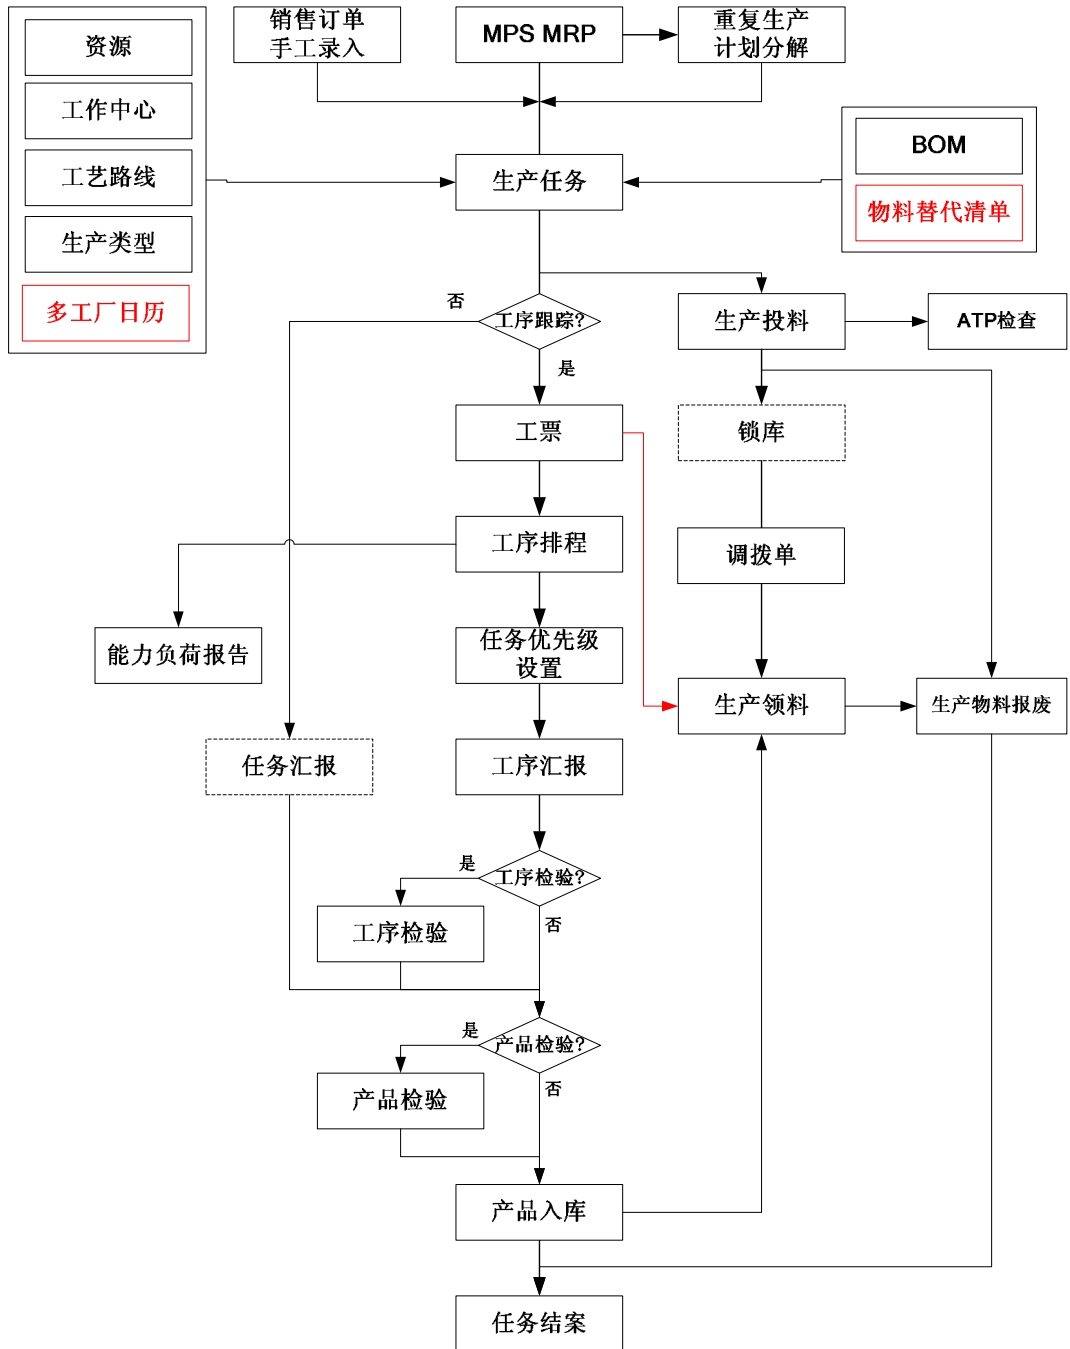 资源
工作中心
工艺路线
生产类型
多工厂日历
销售订单
手工录入
MPS MRP
重复生产
计划分解
BOM
物料替代清单
生产任务
否
工序跟踪?
是
生产投料
ATP检查
工票
锁库
工序排程
调拨单
能力负荷报告
任务优先级
设置
生产领料
生产物料报废
任务汇报
工序汇报
是
工序检验?
否
工序检验
是
产品检验?
否
产品检验
产品入库
任务结案